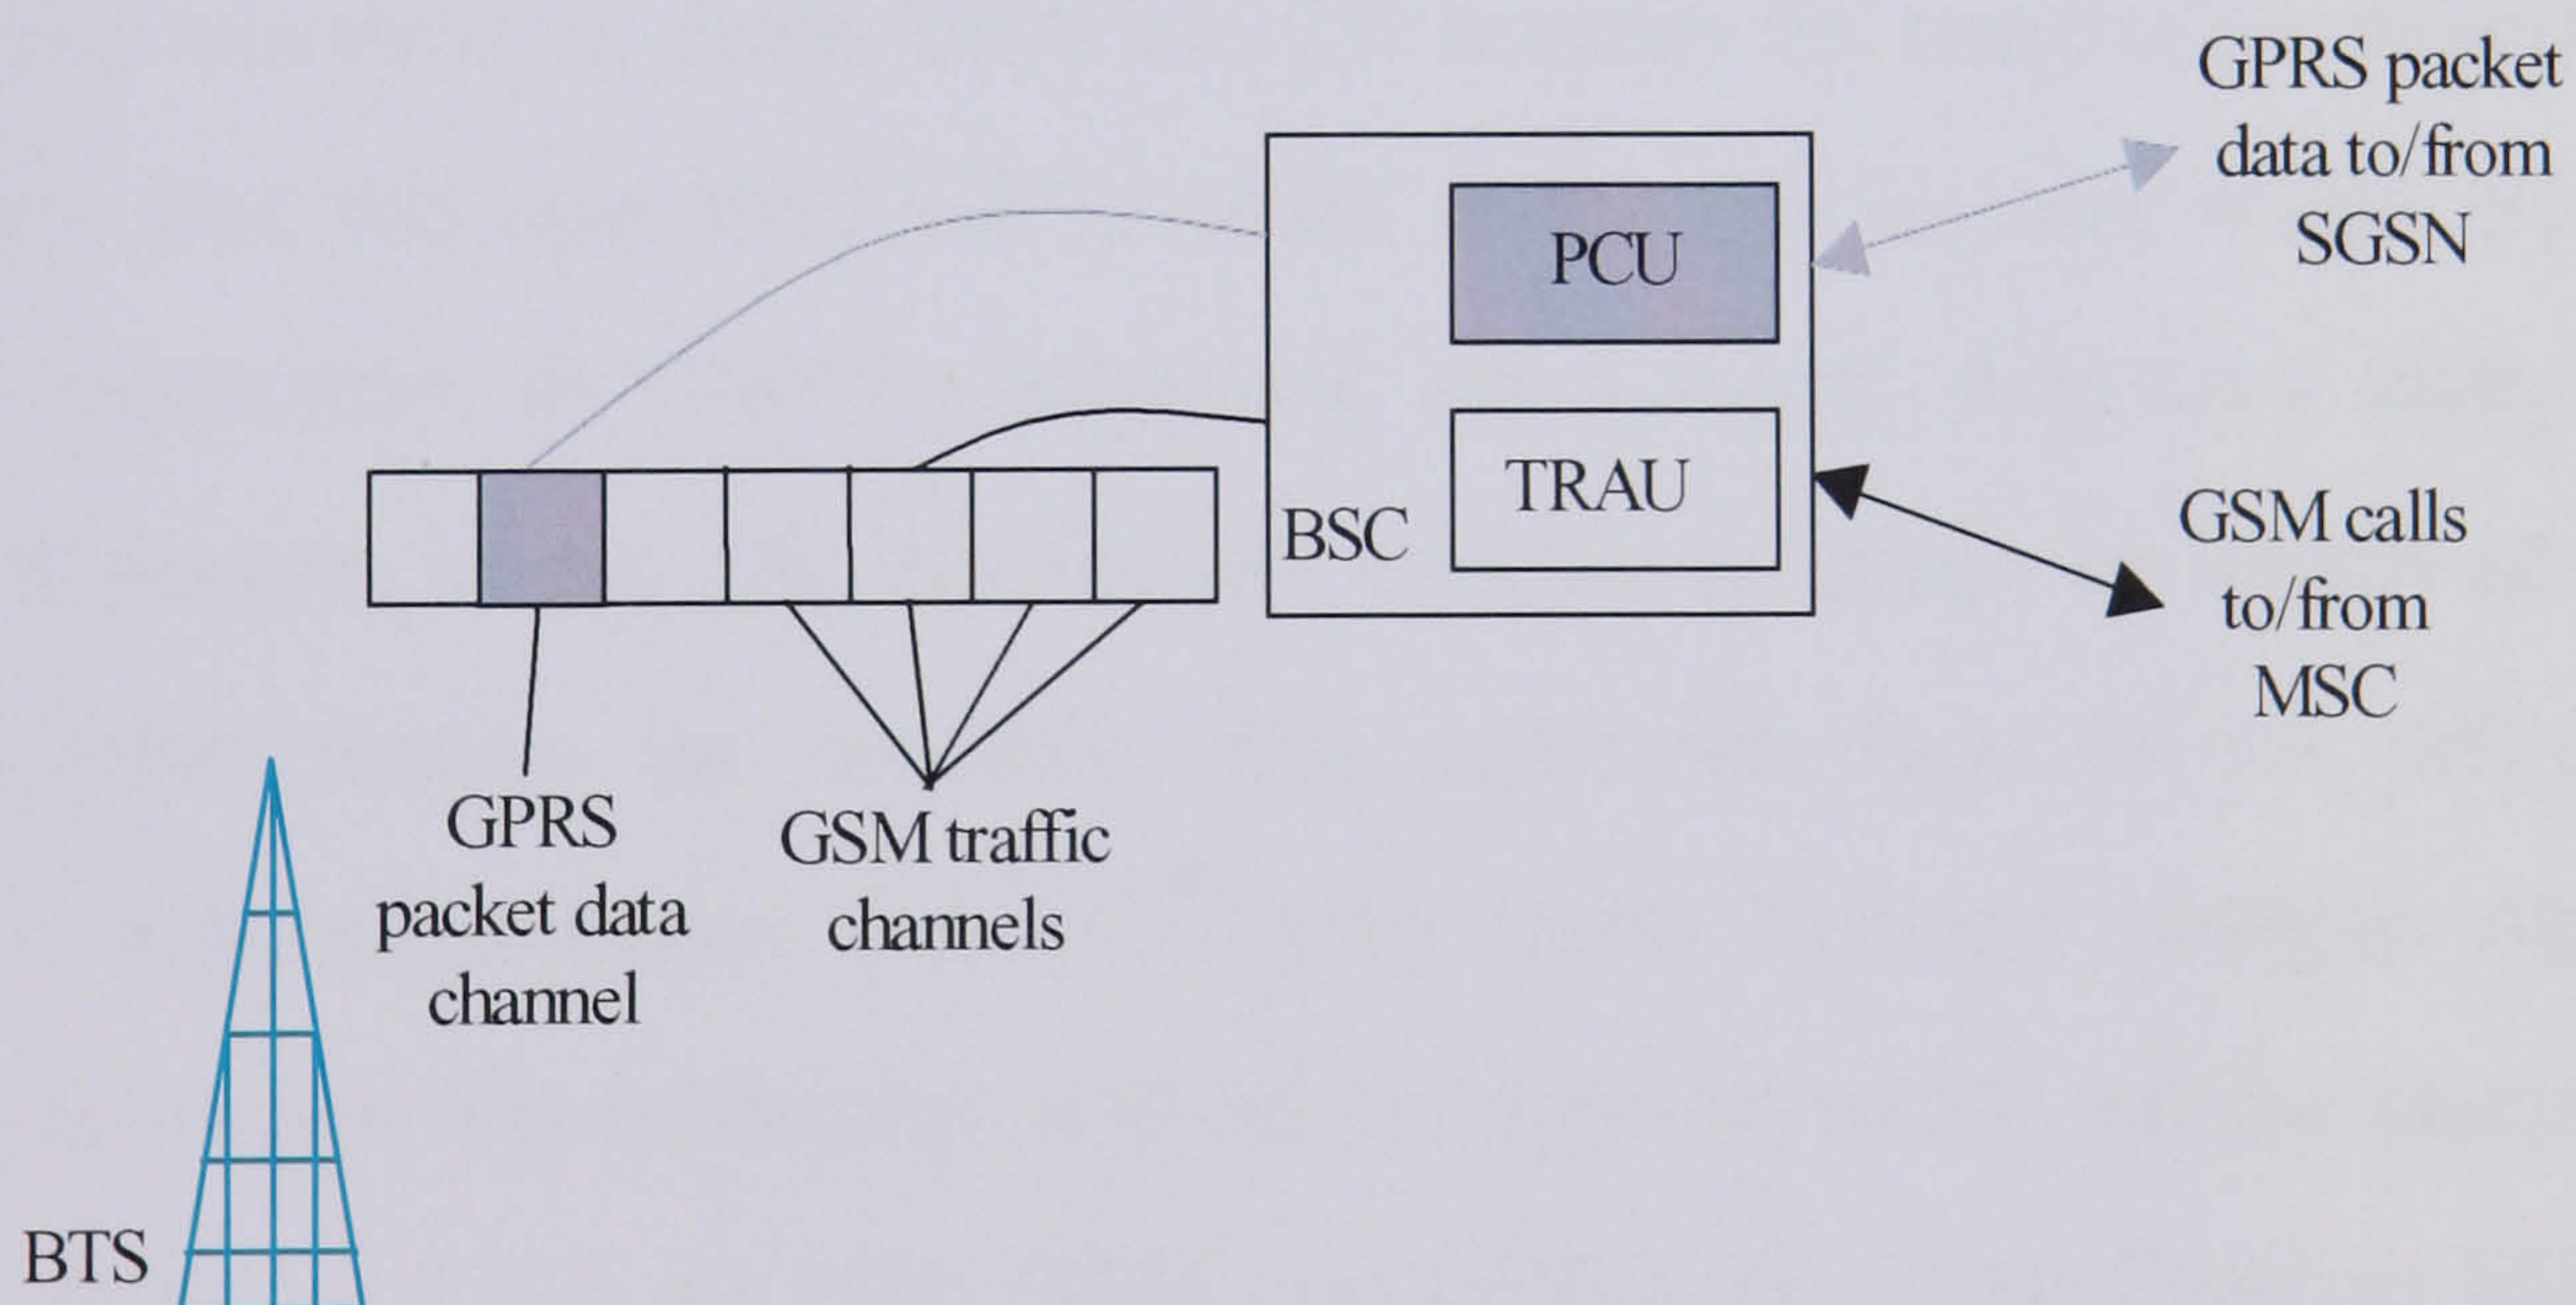 GPRS packet
data to/from
SGSN
PCU
TRAU
BSC
GSM calls
to/from
MSC
GPRS
packet data
channel
GSM traffic
channels
BTS